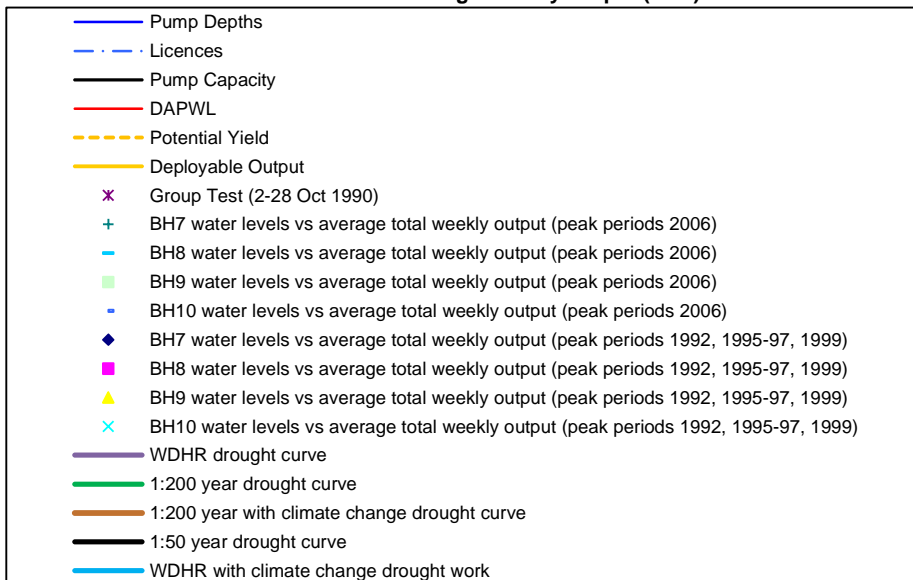 Pump Depths
Licences
Pump Capacity
DAPWL
Potential Yield
Deployable Output
Group Test (2-28 Oct 1990)
BH7 water levels vs average total weekly output (peak periods 2006)
BH8 water levels vs average total weekly output (peak periods 2006)
BH9 water levels vs average total weekly output (peak periods 2006)
BH10 water levels vs average total weekly output (peak periods 2006)
BH7 water levels vs average total weekly output (peak periods 1992, 1995-97, 1999)
BH8 water levels vs average total weekly output (peak periods 1992, 1995-97, 1999)
BH9 water levels vs average total weekly output (peak periods 1992, 1995-97, 1999)
BH10 water levels vs average total weekly output (peak periods 1992, 1995-97, 1999)
WDHR drought curve
1:200 year drought curve
1:200 year with climate change drought curve
1:50 year drought curve
WDHR with climate change drought work